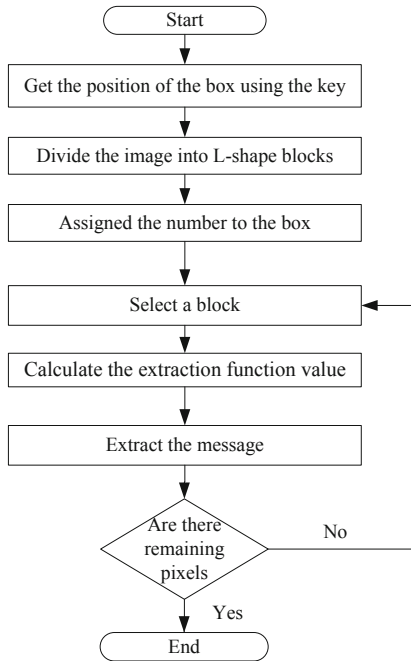 Start
Get the position of the box using the key
Divide the image into L-shape blocks
Assigned the number to the box
Select a block
Calculate the extraction function value
Extract the message
Are there
remaining
pixels
No
Yes
End